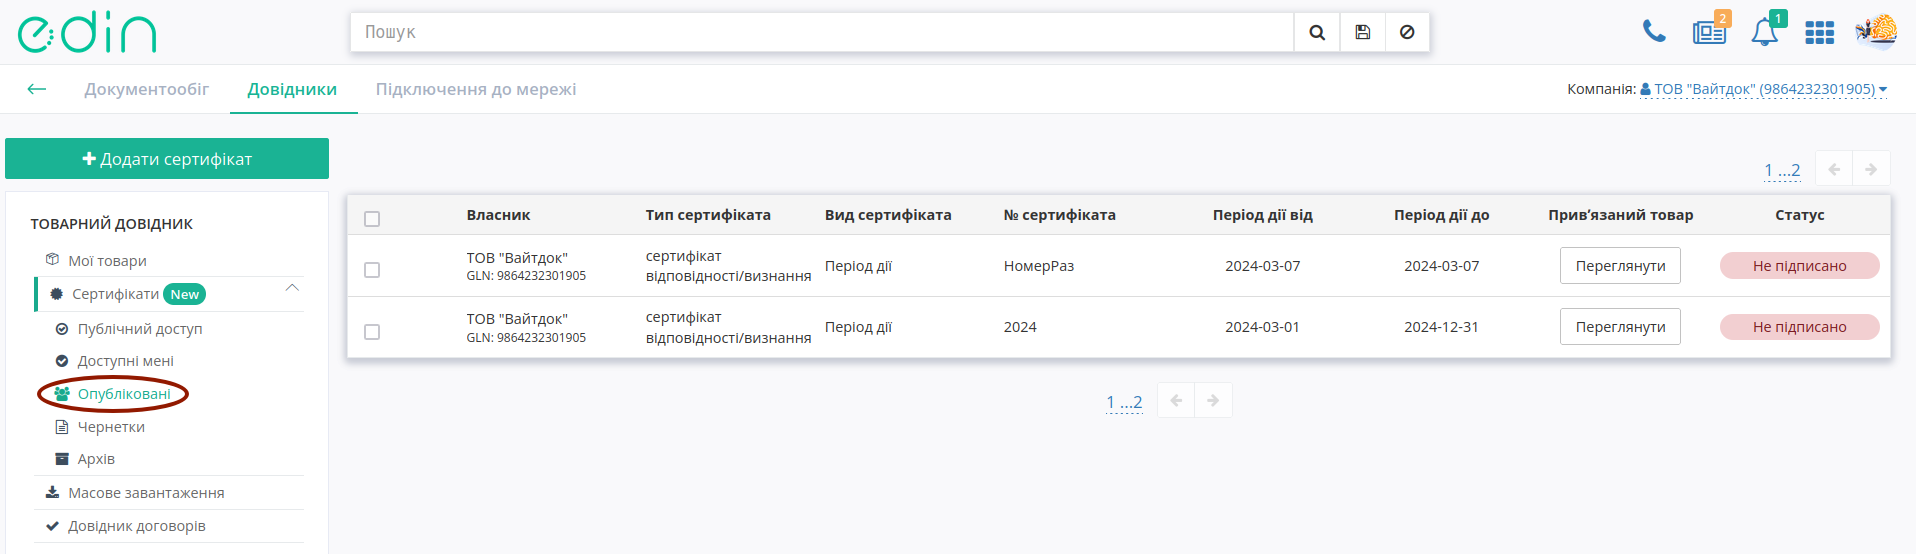 edin
Пошук
2
1
Документообіг
Довідники
Підключення до мережі
Компанія: ТОВ "Вайтдок" (9864232301905)
Додати сертифікат
1 ...2
ТОВАРНИЙ ДОВІДНИК
Мої товари
Сертифікати New
Публічний доступ
Доступні мені
Опубліковані
Чернетки
Архів
Масове завантаження
Довідник договорів
Власник Тип сертифіката Вид сертифіката № сертифіката Період дії від Період дії до Прив’язаний товар Статус
ТОВ "Вайтдок"
GLN: 9864232301905
сертифікат
відповідності/визнання
Період дії
НомерРаз
2024-03-07
2024-03-07
Переглянути
Не підписано
ТОВ "Вайтдок"
GLN: 9864232301905
сертифікат
відповідності/визнання
Період дії
2024
2024-03-01
2024-12-31
Переглянути
Не підписано
1 ...2